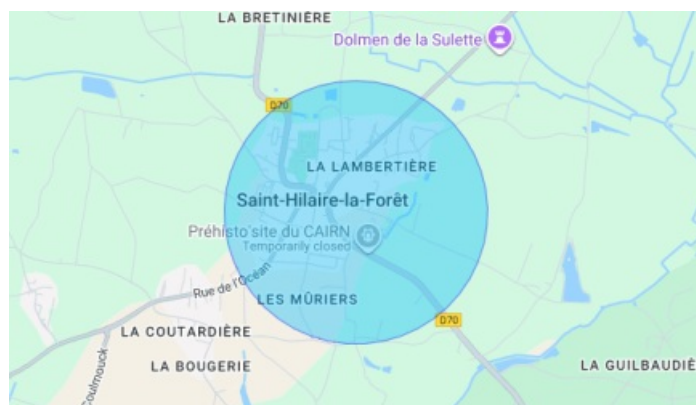 LA BRETINIÈRE
Dolmen de la Sulette
D70
LA LAMBERTIÈRE
Saint-Hilaire-la-Forêt
Préhisto'site du CAIRN
Temporarily closed
Rue de l'Océan
LES MÛRIERS
D70
LA COUTARDIÈRE
LA BOUGERIE
LA GUILBAUDIÈ
Coulmouck